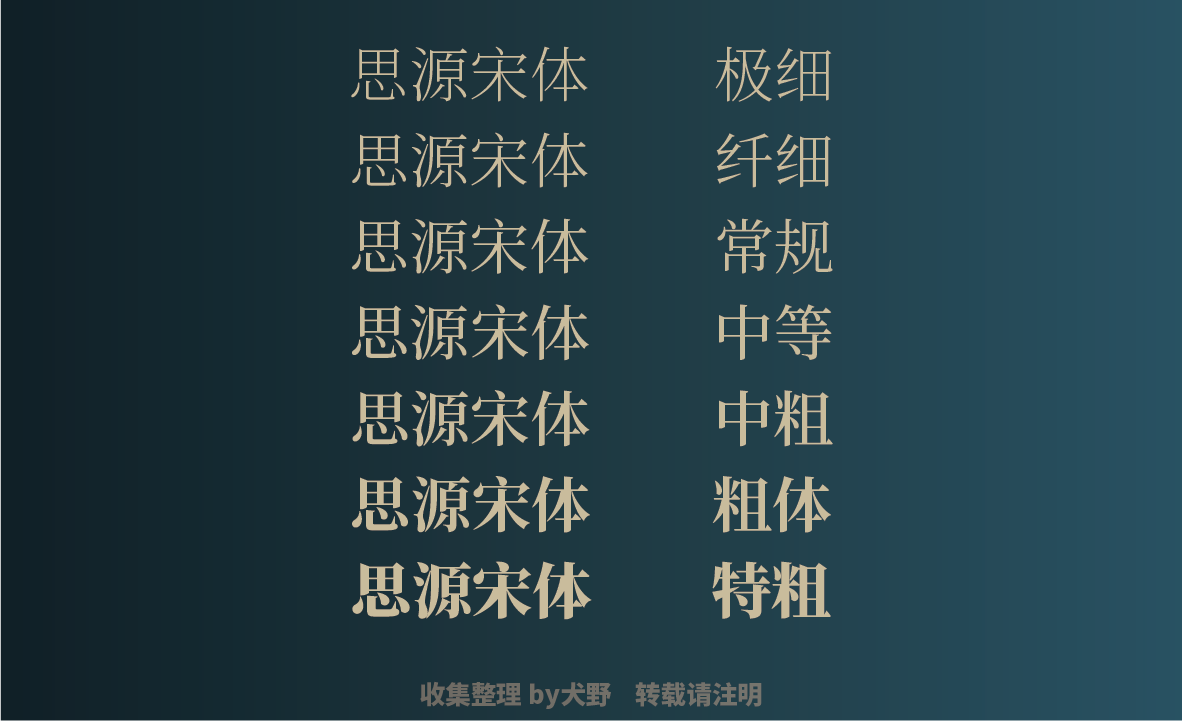 思源宋体 极细
思源宋体 纤细
思源宋体 常规
思源宋体 中等
思源宋体 中粗
思源宋体 粗体
思源宋体 特粗
收集整理 by犬野 转载请注明